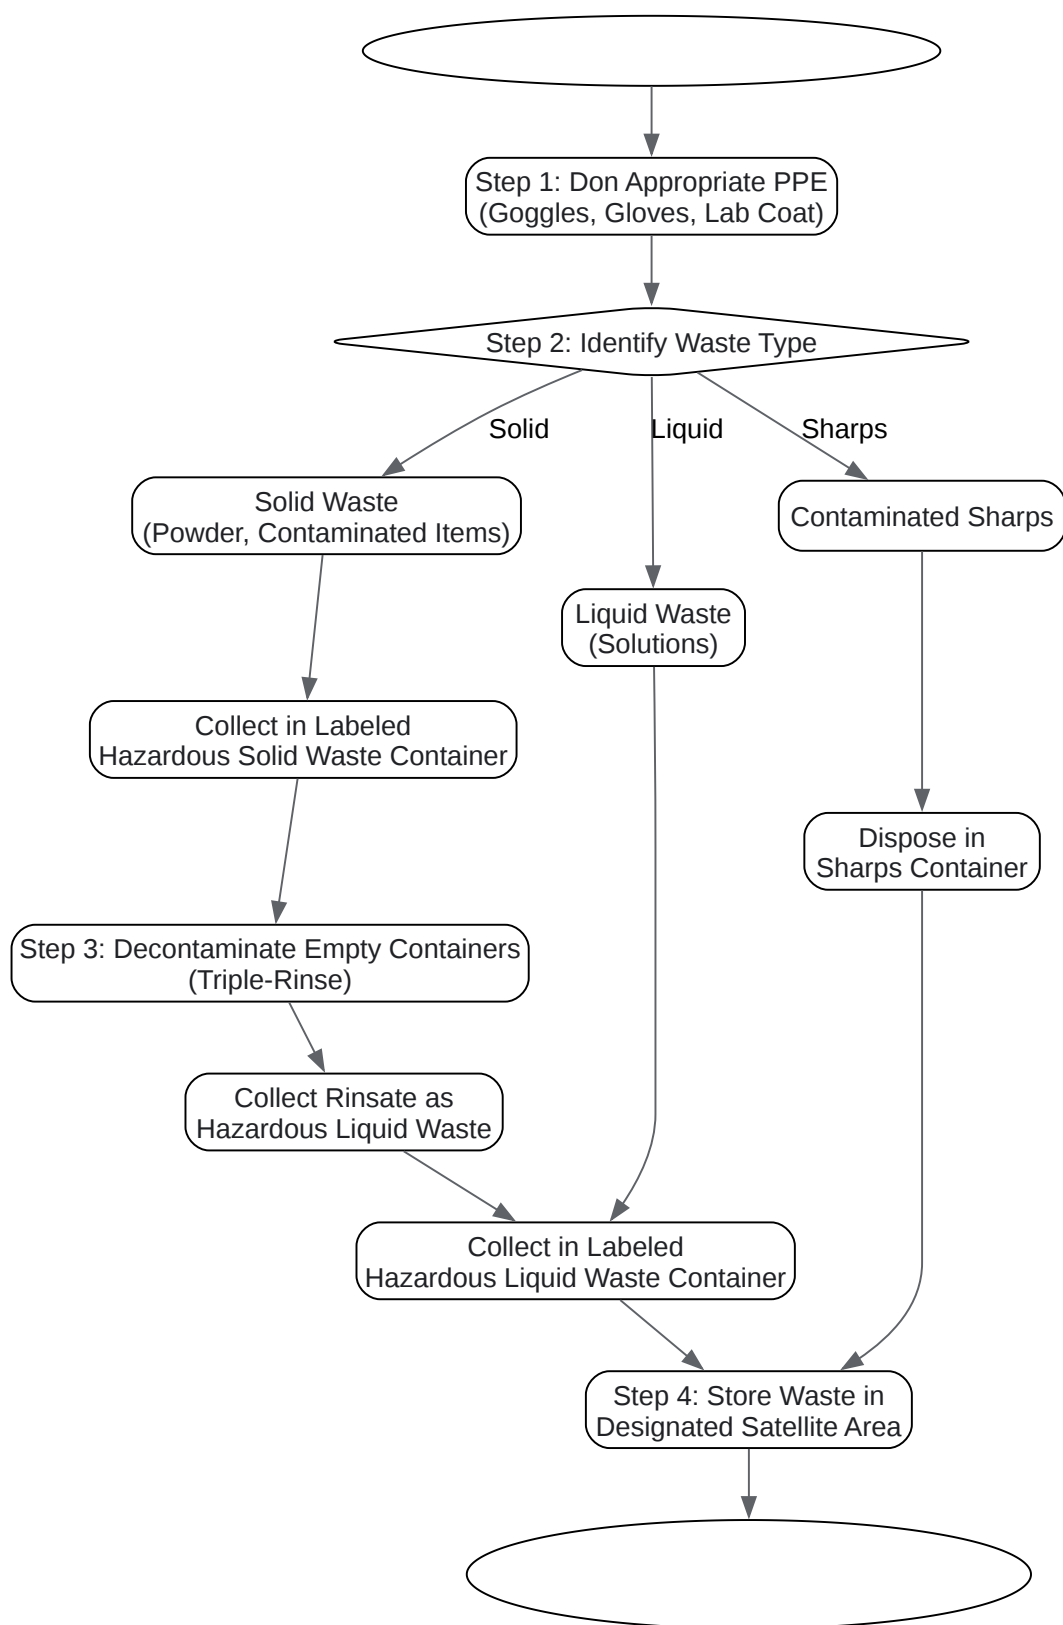 Step 1: Don Appropriate PPE
(Goggles, Gloves, Lab Coat)
Step 2: Identify Waste Type
Solid
Liquid
Sharps
Solid Waste
(Powder, Contaminated Items)
Contaminated Sharps
Liquid Waste
(Solutions)
Collect in Labeled
Hazardous Solid Waste Container
Dispose in
Sharps Container
Step 3: Decontaminate Empty Containers
(Triple-Rinse)
Collect Rinsate as
Hazardous Liquid Waste
Collect in Labeled
Hazardous Liquid Waste Container
Step 4: Store Waste in
Designated Satellite Area